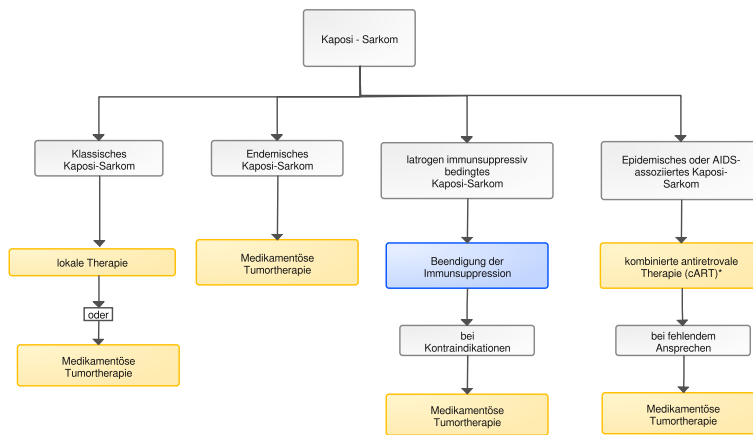 Kaposi - Sarkom
Klassisches
Kaposi-Sarkom
Endemisches
Kaposi-Sarkom
Iatrogen immunsuppressiv
bedingtes
Kaposi-Sarkom
Epidemisches oder AIDS-
assoziiertes Kaposi-
Sarkom
lokale Therapie
Medikamentöse
Tumortherapie
Beendigung der
Immunsuppression
kombinierte antiretrovale
Therapie (cART)*
oder
bei
Kontraindikationen
bei fehlendem
Ansprechen
Medikamentöse
Tumortherapie
Medikamentöse
Tumortherapie
Medikamentöse
Tumortherapie